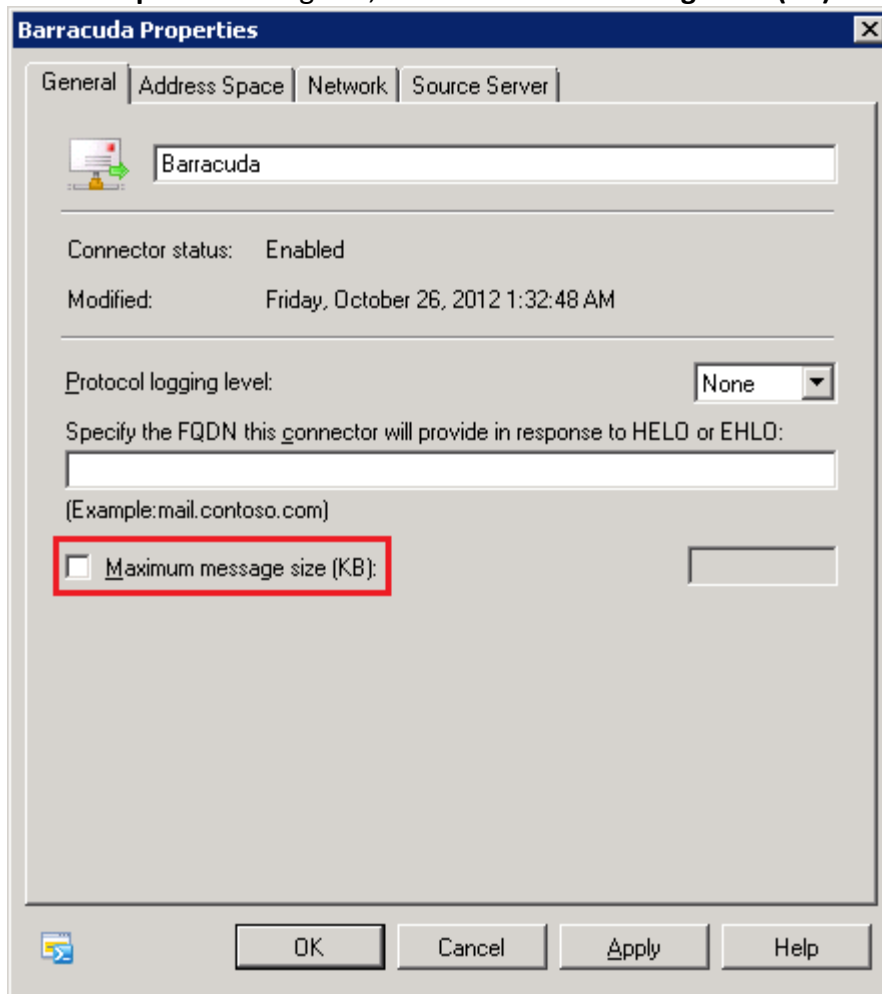 Barracuda Properties
General Address Space Network Source Server
Barracuda
Connector status: Enabled
Modified: Friday, October 26, 2012 1:32:48 AM
Protocol logging level: None
Specify the FQDN this connector will provide in response to HELO or EHLO:
(Example:mail.contoso.com)
Maximum message size (KB):
OK Cancel Apply Help